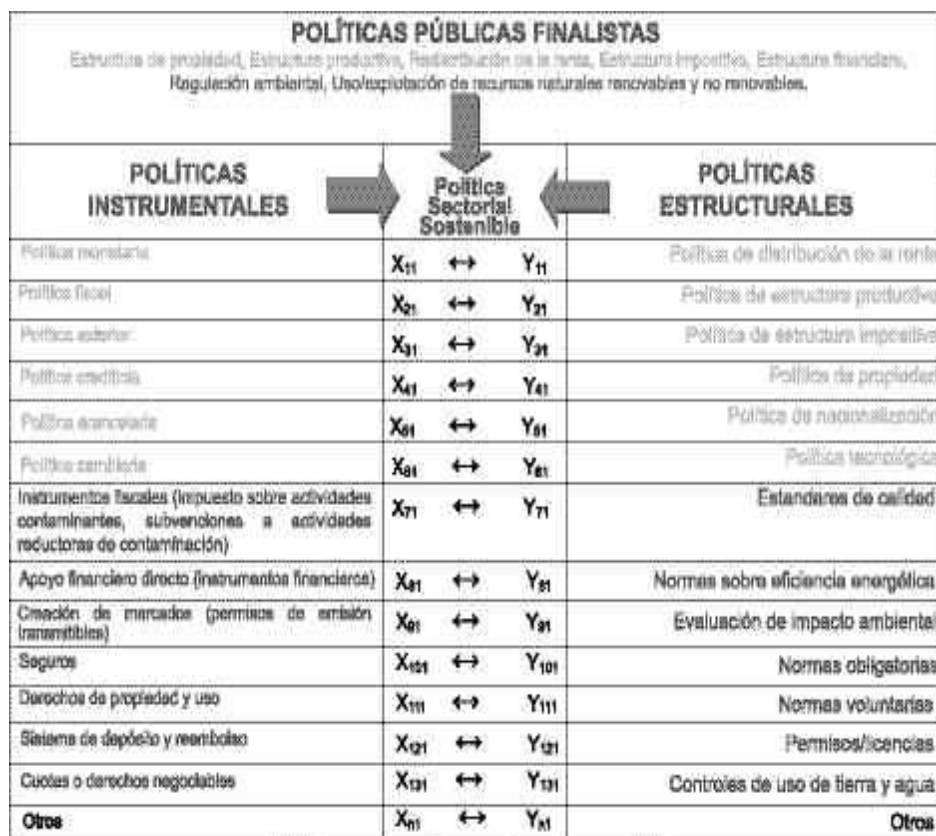 POLÍTICAS PÚBLICAS FINALISTAS
Estructura de propiedad, Estructura productiva, Redistribución de la renta, Estructura impositiva, Estructura financiera,
Regulación ambiental, Uso/explotación de recursos naturales renovables y no renovables.
POLÍTICAS
INSTRUMENTALES
Política
Sectorial
Sostenible
POLÍTICAS
ESTRUCTURALES
Política monetaria X₁₁ ↔ Y₁₁ Política de distribución de la renta
Política fiscal X₂₁ ↔ Y₂₁ Política de estructura productiva
Política exterior X₃₁ ↔ Y₃₁ Política de estructura impositiva
Política crediticia X₄₁ ↔ Y₄₁ Política de propiedad
Política arancelaria X₅₁ ↔ Y₅₁ Política de nacionalización
Política cambiaria X₆₁ ↔ Y₆₁ Política tecnológica
Instrumentos fiscales (impuesto sobre actividades
contaminantes, subvenciones a actividades
reductoras de contaminación)
X₇₁ ↔ Y₇₁ Estandares de calidad
Apoyo financiero directo (instrumentos financieros) X₈₁ ↔ Y₈₁ Normas sobre eficiencia energética
Creación de mercados (permisos de emisión
transmitibles)
X₉₁ ↔ Y₉₁ Evaluación de impacto ambiental
Seguros X₁₀₁ ↔ Y₁₀₁ Normas obligatorias
Derechos de propiedad y uso X₁₁₁ ↔ Y₁₁₁ Normas voluntarias
Sistema de depósito y reembolso X₁₂₁ ↔ Y₁₂₁ Permisos/licencias
Cuotas o derechos negociables X₁₃₁ ↔ Y₁₃₁ Controles de uso de tierra y agua
Otros Xₙ₁ ↔ Yₙ₁ Otros